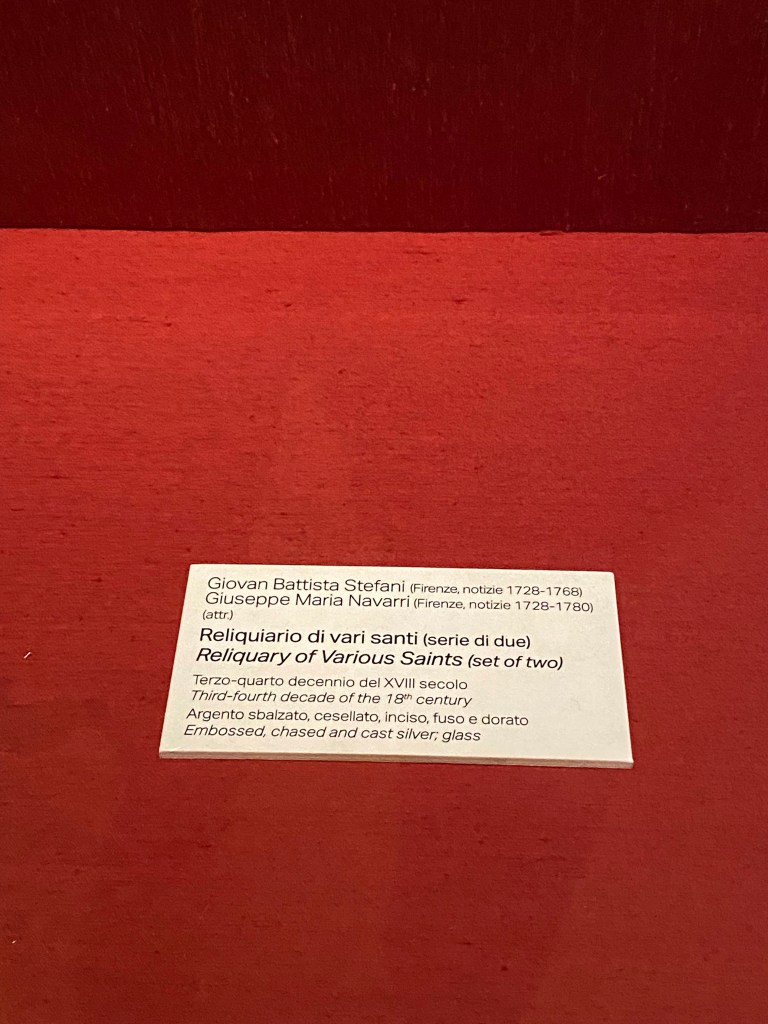 Giovan Battista Stefani (Firenze, notizie 1728-1768)
Giuseppe Maria Navarri (Firenze, notizie 1728-1780)
(attr.)
Reliquiario di vari santi (serie di due)
Reliquary of Various Saints (set of two)
Terzo-quarto decennio del XVIII secolo
Third-fourth decade of the 18th century
Argento sbalzato, cesellato, inciso, fuso e dorato
Embossed, chased and cast silver; glass